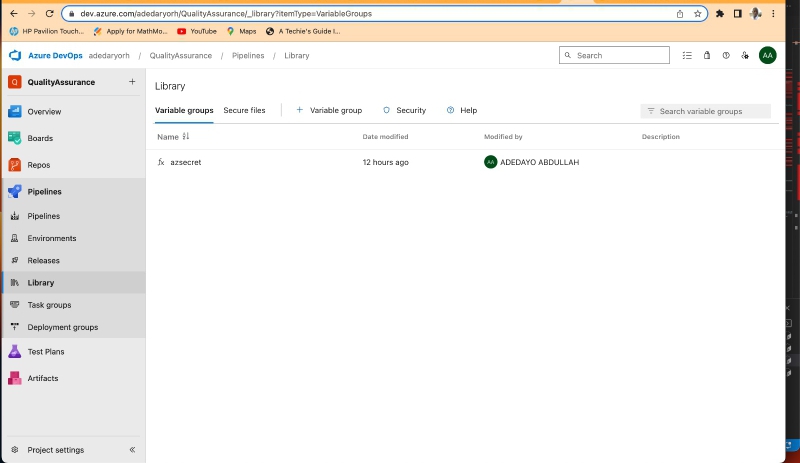 dev.azure.com/adedaryorh/QualityAssurance/_library?itemType=VariableGroups
HP Pavilion Touch... Apply for MathMo... YouTube Maps A Techie's Guide I...
Azure DevOps adedaryorh / QualityAssurance / Pipelines / Library Search AA
Q QualityAssurance +
Library
Variable groups Secure files + Variable group Security ? Help Search variable groups
Name Date modified Modified by Description
fx azsecret 12 hours ago AA ADEDAYO ABDULLAH
Overview
Boards
Repos
Pipelines
Pipelines
Environments
Releases
Library
Task groups
Deployment groups
Test Plans
Artifacts
Project settings